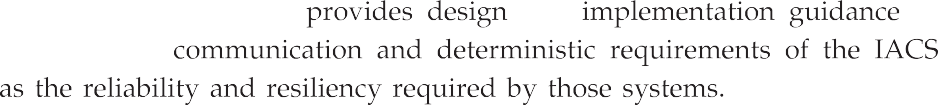 provides design implementation guidance
communication and deterministic requirements of the IACS
as the reliability and resiliency required by those systems.